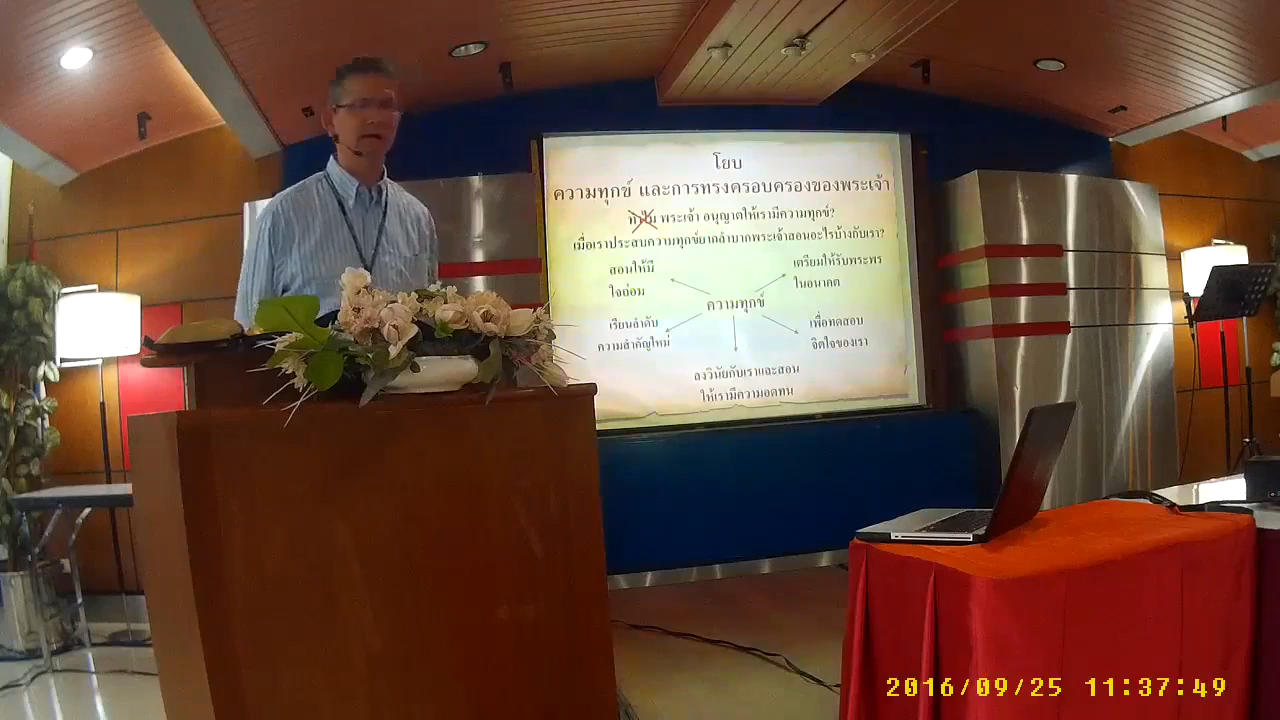 โยบ
ความทุกข์ และการทรงครอบครองของพระเจ้า
ทำไม พระเจ้า อนุญาตให้เรามีความทุกข์?
เมื่อเราประสบความทุกข์ยากลำบากพระเจ้าสอนอะไรบ้างกับเรา?
สอนให้มี
ใจถ่อม
เตรียมให้รับพระพร
ในอนาคต
ความทุกข์
เรียนลำดับ
ความสำคัญใหม่
เพื่อทดสอบ
จิตใจของเรา
ลงวินัยกับเราและสอน
ให้เรามีความอดทน
2016/09/25 11:37:49